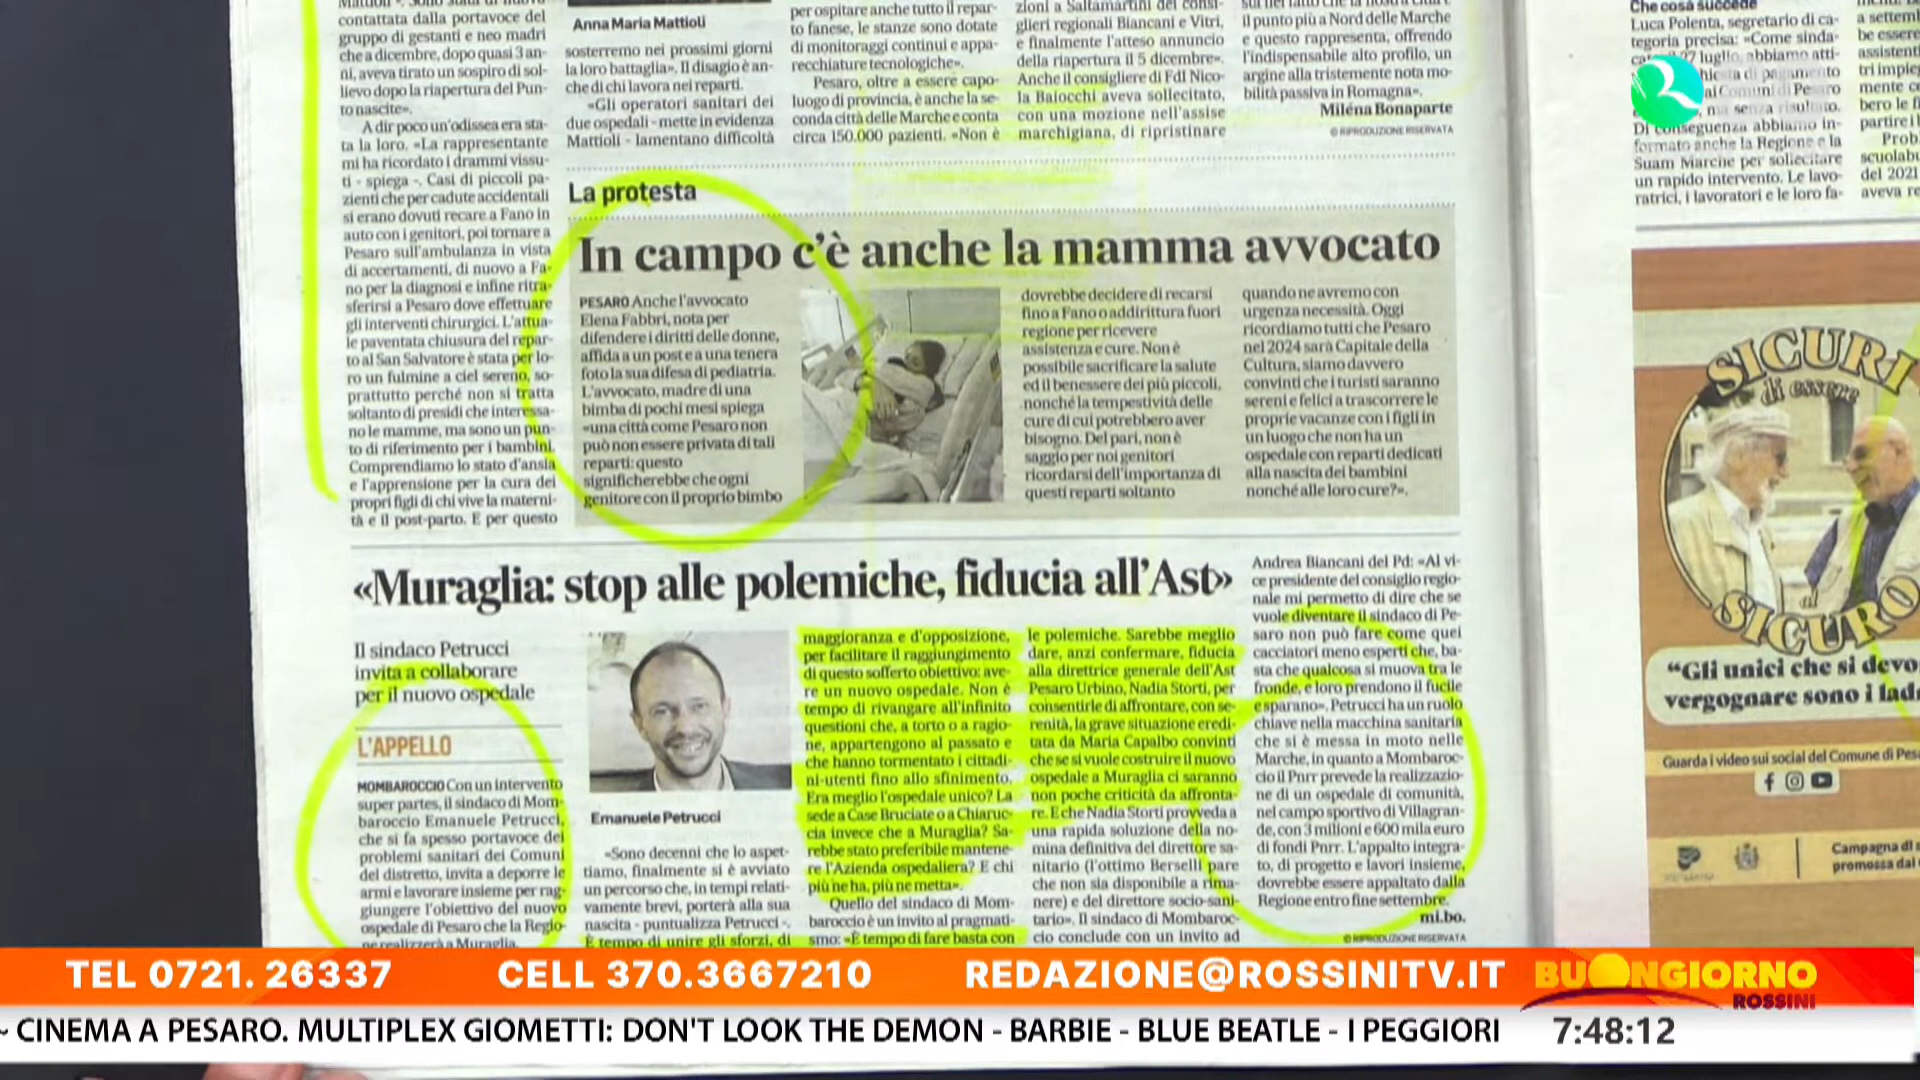 contattata dalla portavoce del
gruppo di gestanti e neo madri
che a dicembre, dopo quasi 3 an-
ni, aveva tirato un sospiro di sol-
lievo dopo la riapertura del Pun-
to nascite».
A dir poco un'odissea era sta-
ta la loro. «La rappresentante
mi ha ricordato i drammi vissu-
ti - spiega -. Casi di piccoli pa-
zienti che per cadute accidentali
si erano dovuti recare a Fano in
auto con i genitori, poi tornare a
Pesaro sull'ambulanza in vista
di accertamenti, di nuovo a Fa-
no per la diagnosi e infine ritra-
sferirsi a Pesaro dove effettuare
gli interventi chirurgici. L'attua-
le paventata chiusura del repar-
to al San Salvatore è stata per lo-
ro un fulmine a ciel sereno, so-
prattutto perché non si tratta
soltanto di presidi che interessa-
no le mamme, ma sono un pun-
to di riferimento per i bambini.
Comprendiamo lo stato d'ansia
e l'apprensione per la cura dei
propri figli di chi vive la materni-
tà e il post-parto. E per questo
Anna Maria Mattioli
sosterremo nei prossimi giorni
la loro battaglia». Il disagio è an-
che di chi lavora nei reparti.
«Gli operatori sanitari dei
due ospedali - mette in evidenza
Mattioli - lamentano difficoltà
per ospitare anche tutto il repar-
to fanese, le stanze sono dotate
di monitoraggi continui e appa-
recchiature tecnologiche».
Pesaro, oltre a essere capo-
luogo di provincia, è anche la se-
conda città delle Marche e conta
circa 150.000 pazienti. «Non è
zioni a Saltamartini dei consi-
glieri regionali Biancani e Vitri,
e finalmente l'atteso annuncio
della riapertura il 5 dicembre».
Anche il consigliere di FdI Nico-
la Baiocchi aveva sollecitato,
con una mozione nell'assise
marchigiana, di ripristinare
il punto più a Nord delle Marche
e questo rappresenta, offrendo
l'indispensabile alto profilo, un
argine alla tristemente nota mo-
bilità passiva in Romagna».
Miléna Bonaparte
© RIPRODUZIONE RISERVATA
La protesta
In campo c'è anche la mamma avvocato
PESARO Anche l'avvocato
Elena Fabbri, nota per
difendere i diritti delle donne,
affida a un post e a una tenera
foto la sua difesa di pediatria.
L'avvocato, madre di una
bimba di pochi mesi spiega
«una città come Pesaro non
può non essere privata di tali
reparti: questo
significherebbe che ogni
genitore con il proprio bimbo
dovrebbe decidere di recarsi
fino a Fano o addirittura fuori
regione per ricevere
assistenza e cure. Non è
possibile sacrificare la salute
ed il benessere dei più piccoli,
nonché la tempestività delle
cure di cui potrebbero aver
bisogno. Del pari, non è
saggio per noi genitori
ricordarsi dell'importanza di
questi reparti soltanto
quando ne avremo con
urgenza necessità. Oggi
ricordiamo tutti che Pesaro
nel 2024 sarà Capitale della
Cultura, siamo davvero
convinti che i turisti saranno
sereni e felici a trascorrere le
proprie vacanze con i figli in
un luogo che non ha un
ospedale con reparti dedicati
alla nascita dei bambini
nonché alle loro cure?».
«Muraglia: stop alle polemiche, fiducia all'Ast»
Il sindaco Petrucci
invita a collaborare
per il nuovo ospedale
L'APPELLO
MOMBAROCCIO Con un intervento
super partes, il sindaco di Mom-
baroccio Emanuele Petrucci,
che si fa spesso portavoce dei
problemi sanitari dei Comuni
del distretto, invita a deporre le
armi e lavorare insieme per rag-
giungere l'obiettivo del nuovo
ospedale di Pesaro che la Regio-
ne realizzerà a Muraglia.
Emanuele Petrucci
«Sono decenni che lo aspet-
tiamo, finalmente si è avviato
un percorso che, in tempi relati-
vamente brevi, porterà alla sua
nascita - puntualizza Petrucci -.
È tempo di unire gli sforzi, di
maggioranza e d'opposizione,
per facilitare il raggiungimento
di questo sofferto obiettivo: ave-
re un nuovo ospedale. Non è
tempo di rivangare all'infinito
questioni che, a torto o a ragio-
ne, appartengono al passato e
che hanno tormentato i cittadi-
ni-utenti fino allo sfinimento.
Era meglio l'ospedale unico? La
sede a Case Bruciate o a Chiaruc-
cia invece che a Muraglia? Sa-
rebbe stato preferibile mantene-
re l'Azienda ospedaliera? E chi
più ne ha, più ne metta».
Quello del sindaco di Mom-
baroccio è un invito al pragmati-
smo: «È tempo di fare basta con
le polemiche. Sarebbe meglio
dare, anzi confermare, fiducia
alla direttrice generale dell'Ast
Pesaro Urbino, Nadia Storti, per
consentirle di affrontare, con se-
renità, la grave situazione eredi-
tata da Maria Capalbo convinti
che se si vuole costruire il nuovo
ospedale a Muraglia ci saranno
non poche criticità da affronta-
re. E che Nadia Storti provveda a
una rapida soluzione della no-
mina definitiva del direttore sa-
nitario (l'ottimo Berselli pare
che non sia disponibile a rima-
nere) e del direttore socio-sani-
tario». Il sindaco di Mombaroc-
cio conclude con un invito ad
Andrea Biancani del Pd: «Al vi-
ce presidente del consiglio regio-
nale mi permetto di dire che se
vuole diventare il sindaco di Pe-
saro non può fare come quei
cacciatori meno esperti che, ba-
sta che qualcosa si muova tra le
fronde, e loro prendono il fucile
e sparano». Petrucci ha un ruolo
chiave nella macchina sanitaria
che si è messa in moto nelle
Marche, in quanto a Mombaroc-
cio il Pnrr prevede la realizzazio-
ne di un ospedale di comunità,
nel campo sportivo di Villagran-
de, con 3 milioni e 600 mila euro
di fondi Pnrr. L'appalto integra-
to, di progetto e lavori insieme,
dovrebbe essere appaltato dalla
Regione entro fine settembre.
mi.bo.
© RIPRODUZIONE RISERVATA
Che cosa succede
Luca Polenta, segretario di ca-
tegoria precisa: «Come sinda-
7 luglio, abbiamo atti-
di pagamento
ni Comuni di Pesaro
ma senza risultato.
Di conseguenza abbiamo in-
formato anche la Regione e la
Suam Marche per sollecitare
un rapido intervento. Le lavo-
ratrici, i lavoratori e le loro fa-
a settem
be essere
assistent
tri impie
mente c
bero le f
partire i l
Prob
scuolab
del 2021
aveva re
SICURI
di essere
al
SICURO
"Gli unici che si devo
vergognare sono i lad
Guarda i video sui social del Comune di Pes
Campagna di s
promossa dal
TEL 0721. 26337 CELL 370.3667210 REDAZIONE@ROSSINITV.IT BUONGIORNO
ROSSINI
~ CINEMA A PESARO. MULTIPLEX GIOMETTI: DON'T LOOK THE DEMON - BARBIE - BLUE BEATLE - I PEGGIORI 7:48:12